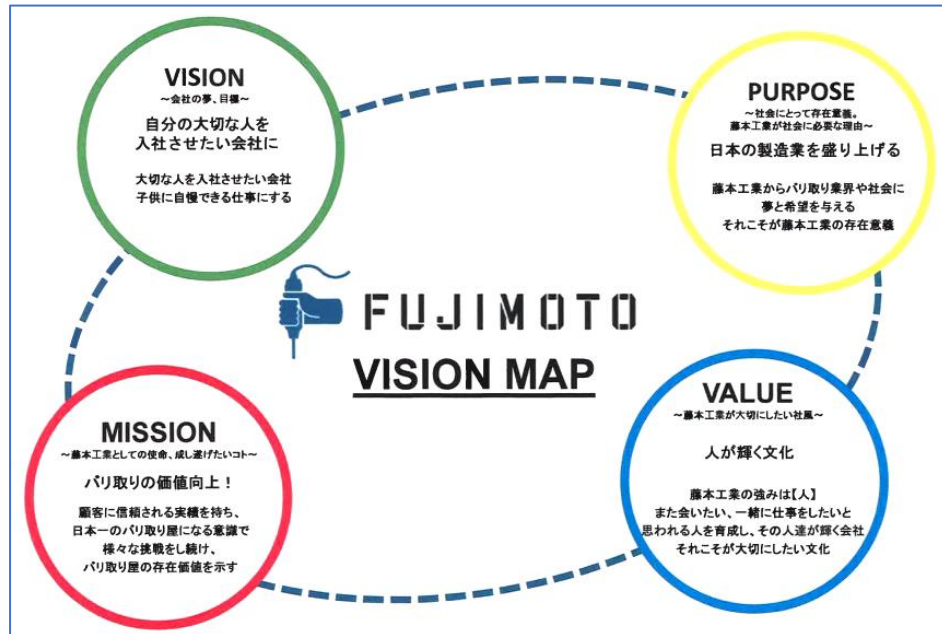 VISION
～会社の夢、目標～
自分の大切な人を
入社させたい会社に
大切な人を入社させたい会社
子供に自慢できる仕事にする
PURPOSE
～社会にとって存在意義。
藤本工業が社会に必要な理由～
日本の製造業を盛り上げる
藤本工業からバリ取り業界や社会に
夢と希望を与える
それこそが藤本工業の存在意義
FUJIMOTO
VISION MAP
MISSION
～藤本工業としての使命、成し遂げたいコト～
バリ取りの価値向上！
顧客に信頼される実績を持ち、
日本一のバリ取り屋になる意識で
様々な挑戦をし続け、
バリ取り屋の存在価値を示す
VALUE
～藤本工業が大切にしたい社風～
人が輝く文化
藤本工業の強みは【人】
また会いたい、一緒に仕事をしたいと
思われる人を育成し、その人達が輝く会社
それこそが大切にしたい文化